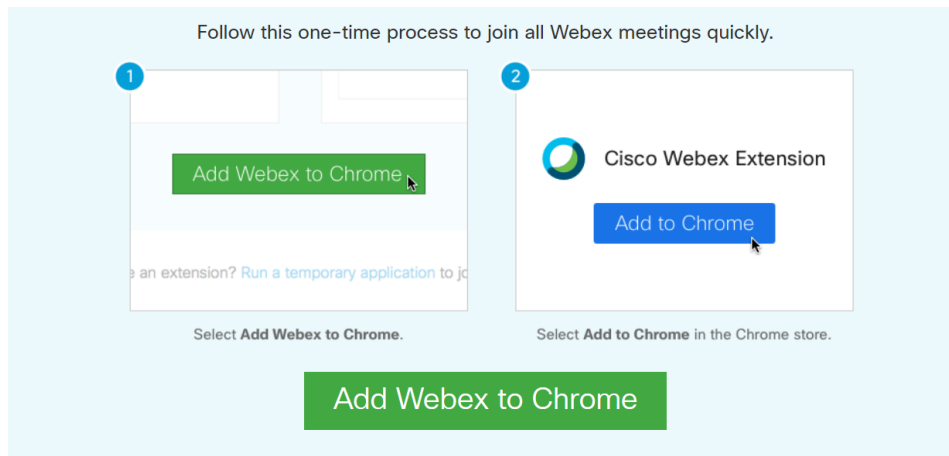 Follow this one-time process to join all Webex meetings quickly.
1
Add Webex to Chrome
an extension? Run a temporary application to
Select Add Webex to Chrome.
2
Cisco Webex Extension
Add to Chrome
Select Add to Chrome in the Chrome store.
Add Webex to Chrome